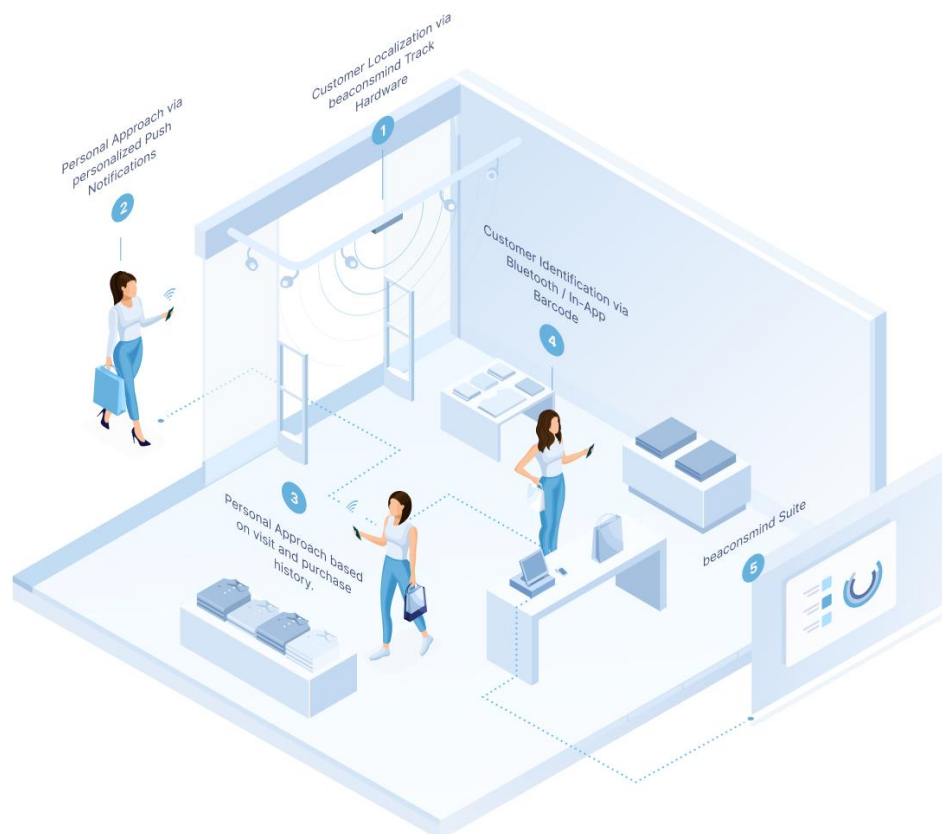 Customer Localization via
beaconsmind Track
Hardware
1
Personal Approach via
personalized Push
Notifications
2
Customer Identification via
Bluetooth / In-App
Barcode
4
3
Personal Approach based
on visit and purchase
history.
beaconsmind Suite
5